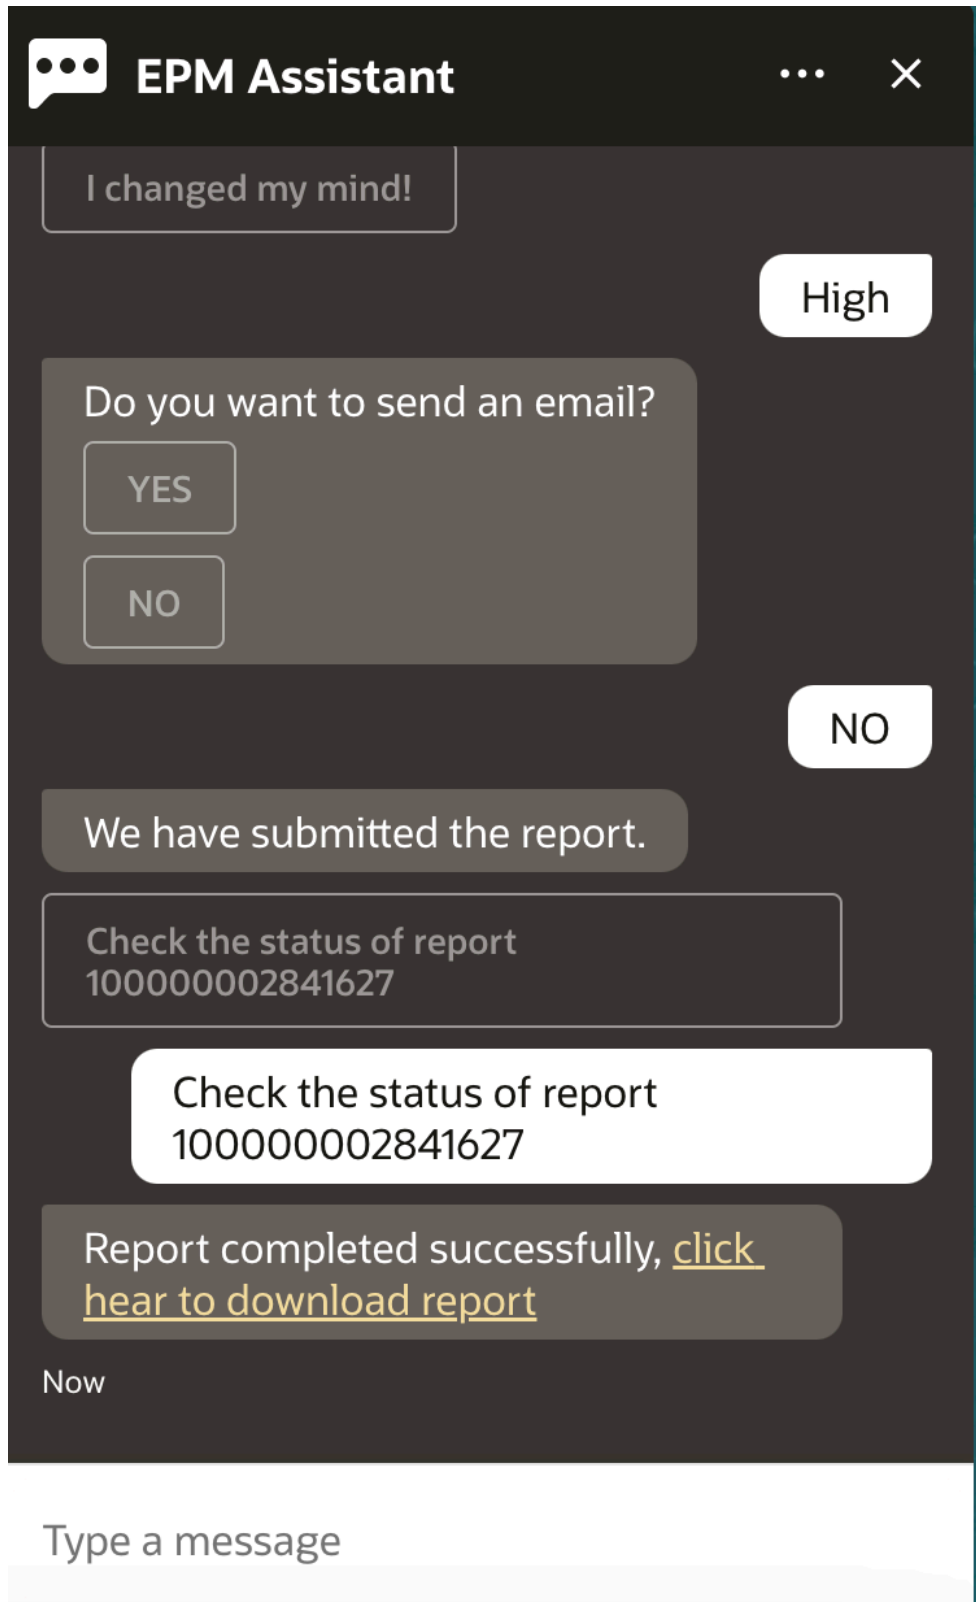 EPM Assistant
I changed my mind!
High
Do you want to send an email?
YES
NO
NO
We have submitted the report.
Check the status of report
100000002841627
Check the status of report
100000002841627
Report completed successfully, click
hear to download report
Now
Type a message